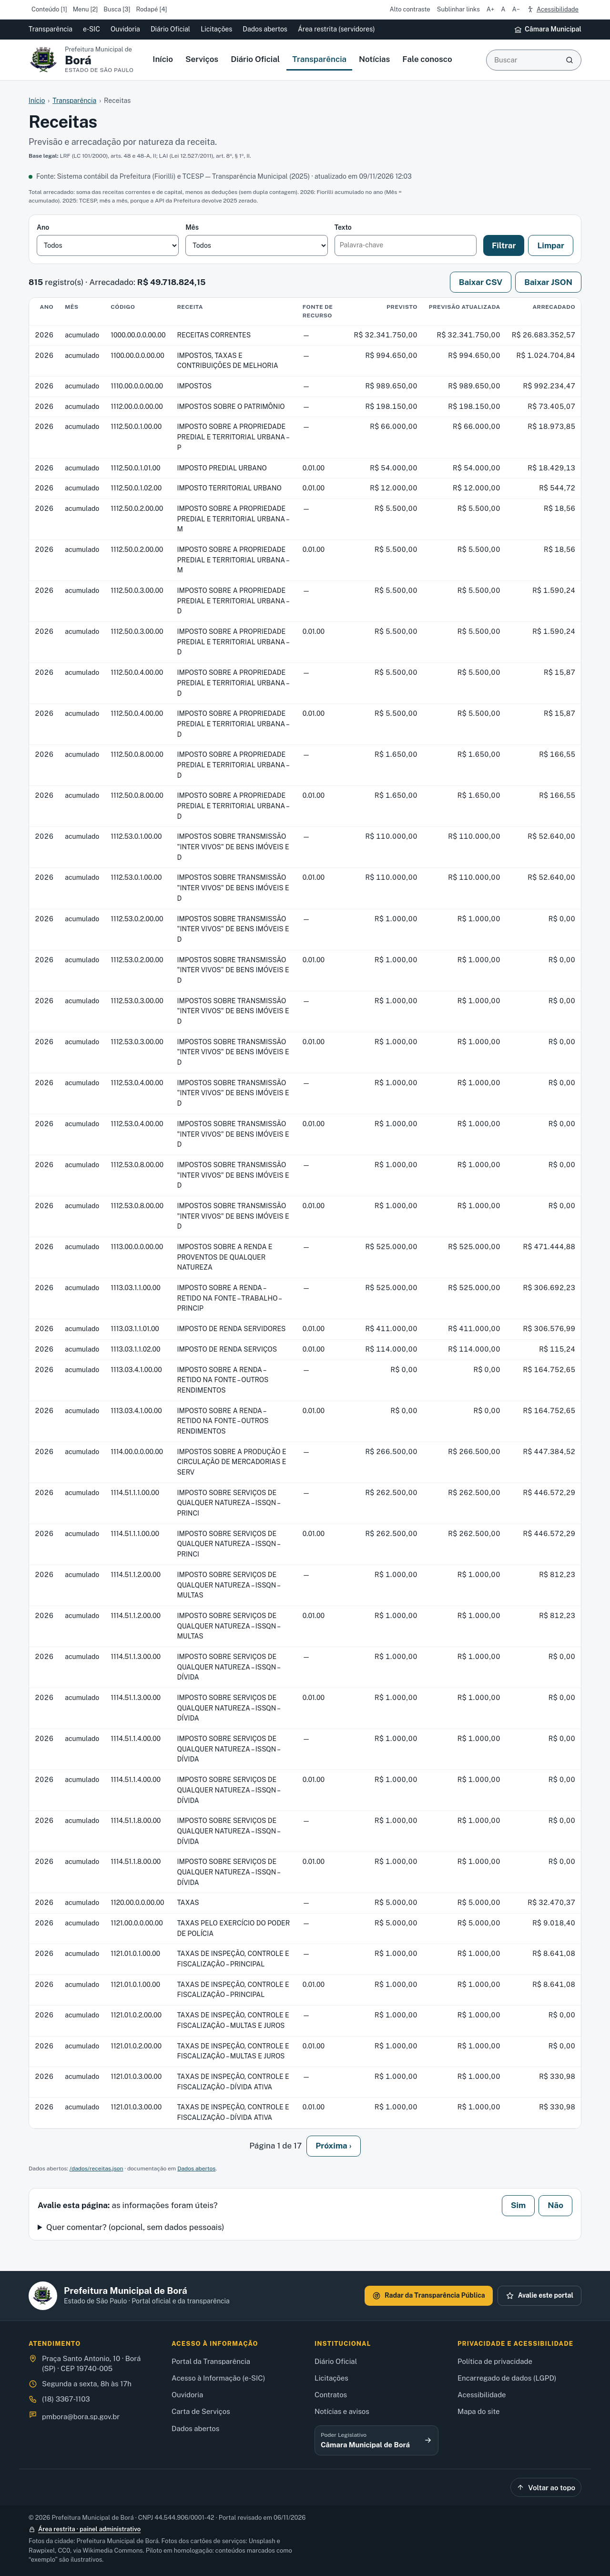 Conteúdo [1] Menu [2] Busca [3] Rodapé [4] Alto contraste Sublinhar links A+ A A− Acessibilidade
Transparência e-SIC Ouvidoria Diário Oficial Licitações Dados abertos Área restrita (servidores) Câmara Municipal
Prefeitura Municipal de
Borá
ESTADO DE SÃO PAULO
Início Serviços Diário Oficial Transparência Notícias Fale conosco Buscar
Início › Transparência › Receitas
Receitas
Previsão e arrecadação por natureza da receita.
Base legal: LRF (LC 101/2000), arts. 48 e 48-A, II; LAI (Lei 12.527/2011), art. 8º, § 1º, II.
Fonte: Sistema contábil da Prefeitura (Fiorilli) e TCESP — Transparência Municipal (2025) · atualizado em 09/11/2026 12:03
Total arrecadado: soma das receitas correntes e de capital, menos as deduções (sem dupla contagem). 2026: Fiorilli acumulado no ano (Mês =
acumulado). 2025: TCESP, mês a mês, porque a API da Prefeitura devolve 2025 zerado.
Ano Mês Texto
Todos Todos Palavra-chave Filtrar Limpar
815 registro(s) · Arrecadado: R$ 49.718.824,15 Baixar CSV Baixar JSON
ANO MÊS CÓDIGO RECEITA FONTE DE RECURSO PREVISTO PREVISÃO ATUALIZADA ARRECADADO
2026 acumulado 1000.00.0.0.00.00 RECEITAS CORRENTES — R$ 32.341.750,00 R$ 32.341.750,00 R$ 26.683.352,57
2026 acumulado 1100.00.0.0.00.00 IMPOSTOS, TAXAS E CONTRIBUIÇÕES DE MELHORIA — R$ 994.650,00 R$ 994.650,00 R$ 1.024.704,84
2026 acumulado 1110.00.0.0.00.00 IMPOSTOS — R$ 989.650,00 R$ 989.650,00 R$ 992.234,47
2026 acumulado 1112.00.0.0.00.00 IMPOSTOS SOBRE O PATRIMÔNIO — R$ 198.150,00 R$ 198.150,00 R$ 73.405,07
2026 acumulado 1112.50.0.1.00.00 IMPOSTO SOBRE A PROPRIEDADE PREDIAL E TERRITORIAL URBANA – P — R$ 66.000,00 R$ 66.000,00 R$ 18.973,85
2026 acumulado 1112.50.0.1.01.00 IMPOSTO PREDIAL URBANO 0.01.00 R$ 54.000,00 R$ 54.000,00 R$ 18.429,13
2026 acumulado 1112.50.0.1.02.00 IMPOSTO TERRITORIAL URBANO 0.01.00 R$ 12.000,00 R$ 12.000,00 R$ 544,72
2026 acumulado 1112.50.0.2.00.00 IMPOSTO SOBRE A PROPRIEDADE PREDIAL E TERRITORIAL URBANA – M — R$ 5.500,00 R$ 5.500,00 R$ 18,56
2026 acumulado 1112.50.0.2.00.00 IMPOSTO SOBRE A PROPRIEDADE PREDIAL E TERRITORIAL URBANA – M 0.01.00 R$ 5.500,00 R$ 5.500,00 R$ 18,56
2026 acumulado 1112.50.0.3.00.00 IMPOSTO SOBRE A PROPRIEDADE PREDIAL E TERRITORIAL URBANA – D — R$ 5.500,00 R$ 5.500,00 R$ 1.590,24
2026 acumulado 1112.50.0.3.00.00 IMPOSTO SOBRE A PROPRIEDADE PREDIAL E TERRITORIAL URBANA – D 0.01.00 R$ 5.500,00 R$ 5.500,00 R$ 1.590,24
2026 acumulado 1112.50.0.4.00.00 IMPOSTO SOBRE A PROPRIEDADE PREDIAL E TERRITORIAL URBANA – D — R$ 5.500,00 R$ 5.500,00 R$ 15,87
2026 acumulado 1112.50.0.4.00.00 IMPOSTO SOBRE A PROPRIEDADE PREDIAL E TERRITORIAL URBANA – D 0.01.00 R$ 5.500,00 R$ 5.500,00 R$ 15,87
2026 acumulado 1112.50.0.8.00.00 IMPOSTO SOBRE A PROPRIEDADE PREDIAL E TERRITORIAL URBANA – D — R$ 1.650,00 R$ 1.650,00 R$ 166,55
2026 acumulado 1112.50.0.8.00.00 IMPOSTO SOBRE A PROPRIEDADE PREDIAL E TERRITORIAL URBANA – D 0.01.00 R$ 1.650,00 R$ 1.650,00 R$ 166,55
2026 acumulado 1112.53.0.1.00.00 IMPOSTOS SOBRE TRANSMISSÃO "INTER VIVOS" DE BENS IMÓVEIS E D — R$ 110.000,00 R$ 110.000,00 R$ 52.640,00
2026 acumulado 1112.53.0.1.00.00 IMPOSTOS SOBRE TRANSMISSÃO "INTER VIVOS" DE BENS IMÓVEIS E D 0.01.00 R$ 110.000,00 R$ 110.000,00 R$ 52.640,00
2026 acumulado 1112.53.0.2.00.00 IMPOSTOS SOBRE TRANSMISSÃO "INTER VIVOS" DE BENS IMÓVEIS E D — R$ 1.000,00 R$ 1.000,00 R$ 0,00
2026 acumulado 1112.53.0.2.00.00 IMPOSTOS SOBRE TRANSMISSÃO "INTER VIVOS" DE BENS IMÓVEIS E D 0.01.00 R$ 1.000,00 R$ 1.000,00 R$ 0,00
2026 acumulado 1112.53.0.3.00.00 IMPOSTOS SOBRE TRANSMISSÃO "INTER VIVOS" DE BENS IMÓVEIS E D — R$ 1.000,00 R$ 1.000,00 R$ 0,00
2026 acumulado 1112.53.0.3.00.00 IMPOSTOS SOBRE TRANSMISSÃO "INTER VIVOS" DE BENS IMÓVEIS E D 0.01.00 R$ 1.000,00 R$ 1.000,00 R$ 0,00
2026 acumulado 1112.53.0.4.00.00 IMPOSTOS SOBRE TRANSMISSÃO "INTER VIVOS" DE BENS IMÓVEIS E D — R$ 1.000,00 R$ 1.000,00 R$ 0,00
2026 acumulado 1112.53.0.4.00.00 IMPOSTOS SOBRE TRANSMISSÃO "INTER VIVOS" DE BENS IMÓVEIS E D 0.01.00 R$ 1.000,00 R$ 1.000,00 R$ 0,00
2026 acumulado 1112.53.0.8.00.00 IMPOSTOS SOBRE TRANSMISSÃO "INTER VIVOS" DE BENS IMÓVEIS E D — R$ 1.000,00 R$ 1.000,00 R$ 0,00
2026 acumulado 1112.53.0.8.00.00 IMPOSTOS SOBRE TRANSMISSÃO "INTER VIVOS" DE BENS IMÓVEIS E D 0.01.00 R$ 1.000,00 R$ 1.000,00 R$ 0,00
2026 acumulado 1113.00.0.0.00.00 IMPOSTOS SOBRE A RENDA E PROVENTOS DE QUALQUER NATUREZA — R$ 525.000,00 R$ 525.000,00 R$ 471.444,88
2026 acumulado 1113.03.1.1.00.00 IMPOSTO SOBRE A RENDA – RETIDO NA FONTE – TRABALHO – PRINCIP — R$ 525.000,00 R$ 525.000,00 R$ 306.692,23
2026 acumulado 1113.03.1.1.01.00 IMPOSTO DE RENDA SERVIDORES 0.01.00 R$ 411.000,00 R$ 411.000,00 R$ 306.576,99
2026 acumulado 1113.03.1.1.02.00 IMPOSTO DE RENDA SERVIÇOS 0.01.00 R$ 114.000,00 R$ 114.000,00 R$ 115,24
2026 acumulado 1113.03.4.1.00.00 IMPOSTO SOBRE A RENDA – RETIDO NA FONTE – OUTROS RENDIMENTOS — R$ 0,00 R$ 0,00 R$ 164.752,65
2026 acumulado 1113.03.4.1.00.00 IMPOSTO SOBRE A RENDA – RETIDO NA FONTE – OUTROS RENDIMENTOS 0.01.00 R$ 0,00 R$ 0,00 R$ 164.752,65
2026 acumulado 1114.00.0.0.00.00 IMPOSTOS SOBRE A PRODUÇÃO E CIRCULAÇÃO DE MERCADORIAS E SERV — R$ 266.500,00 R$ 266.500,00 R$ 447.384,52
2026 acumulado 1114.51.1.1.00.00 IMPOSTO SOBRE SERVIÇOS DE QUALQUER NATUREZA – ISSQN – PRINCI — R$ 262.500,00 R$ 262.500,00 R$ 446.572,29
2026 acumulado 1114.51.1.1.00.00 IMPOSTO SOBRE SERVIÇOS DE QUALQUER NATUREZA – ISSQN – PRINCI 0.01.00 R$ 262.500,00 R$ 262.500,00 R$ 446.572,29
2026 acumulado 1114.51.1.2.00.00 IMPOSTO SOBRE SERVIÇOS DE QUALQUER NATUREZA – ISSQN – MULTAS — R$ 1.000,00 R$ 1.000,00 R$ 812,23
2026 acumulado 1114.51.1.2.00.00 IMPOSTO SOBRE SERVIÇOS DE QUALQUER NATUREZA – ISSQN – MULTAS 0.01.00 R$ 1.000,00 R$ 1.000,00 R$ 812,23
2026 acumulado 1114.51.1.3.00.00 IMPOSTO SOBRE SERVIÇOS DE QUALQUER NATUREZA – ISSQN – DÍVIDA — R$ 1.000,00 R$ 1.000,00 R$ 0,00
2026 acumulado 1114.51.1.3.00.00 IMPOSTO SOBRE SERVIÇOS DE QUALQUER NATUREZA – ISSQN – DÍVIDA 0.01.00 R$ 1.000,00 R$ 1.000,00 R$ 0,00
2026 acumulado 1114.51.1.4.00.00 IMPOSTO SOBRE SERVIÇOS DE QUALQUER NATUREZA – ISSQN – DÍVIDA — R$ 1.000,00 R$ 1.000,00 R$ 0,00
2026 acumulado 1114.51.1.4.00.00 IMPOSTO SOBRE SERVIÇOS DE QUALQUER NATUREZA – ISSQN – DÍVIDA 0.01.00 R$ 1.000,00 R$ 1.000,00 R$ 0,00
2026 acumulado 1114.51.1.8.00.00 IMPOSTO SOBRE SERVIÇOS DE QUALQUER NATUREZA – ISSQN – DÍVIDA — R$ 1.000,00 R$ 1.000,00 R$ 0,00
2026 acumulado 1114.51.1.8.00.00 IMPOSTO SOBRE SERVIÇOS DE QUALQUER NATUREZA – ISSQN – DÍVIDA 0.01.00 R$ 1.000,00 R$ 1.000,00 R$ 0,00
2026 acumulado 1120.00.0.0.00.00 TAXAS — R$ 5.000,00 R$ 5.000,00 R$ 32.470,37
2026 acumulado 1121.00.0.0.00.00 TAXAS PELO EXERCÍCIO DO PODER DE POLÍCIA — R$ 5.000,00 R$ 5.000,00 R$ 9.018,40
2026 acumulado 1121.01.0.1.00.00 TAXAS DE INSPEÇÃO, CONTROLE E FISCALIZAÇÃO – PRINCIPAL — R$ 1.000,00 R$ 1.000,00 R$ 8.641,08
2026 acumulado 1121.01.0.1.00.00 TAXAS DE INSPEÇÃO, CONTROLE E FISCALIZAÇÃO – PRINCIPAL 0.01.00 R$ 1.000,00 R$ 1.000,00 R$ 8.641,08
2026 acumulado 1121.01.0.2.00.00 TAXAS DE INSPEÇÃO, CONTROLE E FISCALIZAÇÃO – MULTAS E JUROS — R$ 1.000,00 R$ 1.000,00 R$ 0,00
2026 acumulado 1121.01.0.2.00.00 TAXAS DE INSPEÇÃO, CONTROLE E FISCALIZAÇÃO – MULTAS E JUROS 0.01.00 R$ 1.000,00 R$ 1.000,00 R$ 0,00
2026 acumulado 1121.01.0.3.00.00 TAXAS DE INSPEÇÃO, CONTROLE E FISCALIZAÇÃO – DÍVIDA ATIVA — R$ 1.000,00 R$ 1.000,00 R$ 330,98
2026 acumulado 1121.01.0.3.00.00 TAXAS DE INSPEÇÃO, CONTROLE E FISCALIZAÇÃO – DÍVIDA ATIVA 0.01.00 R$ 1.000,00 R$ 1.000,00 R$ 330,98
Página 1 de 17 Próxima ›
Dados abertos: /dados/receitas.json · documentação em Dados abertos.
Avalie esta página: as informações foram úteis? Sim Não
Quer comentar? (opcional, sem dados pessoais)
Prefeitura Municipal de Borá
Estado de São Paulo · Portal oficial e da transparência
Radar da Transparência Pública Avalie este portal
ATENDIMENTO
Praça Santo Antonio, 10 · Borá
(SP) · CEP 19740-005
Segunda a sexta, 8h às 17h
(18) 3367-1103
pmbora@bora.sp.gov.br
ACESSO À INFORMAÇÃO
Portal da Transparência
Acesso à Informação (e-SIC)
Ouvidoria
Carta de Serviços
Dados abertos
INSTITUCIONAL
Diário Oficial
Licitações
Contratos
Notícias e avisos
Poder Legislativo
Câmara Municipal de Borá →
PRIVACIDADE E ACESSIBILIDADE
Política de privacidade
Encarregado de dados (LGPD)
Acessibilidade
Mapa do site
↑ Voltar ao topo
© 2026 Prefeitura Municipal de Borá · CNPJ 44.544.906/0001-42 · Portal revisado em 06/11/2026
Área restrita · painel administrativo
Fotos da cidade: Prefeitura Municipal de Borá. Fotos dos cartões de serviços: Unsplash e
Rawpixel, CC0, via Wikimedia Commons. Piloto em homologação: conteúdos marcados como
"exemplo" são ilustrativos.